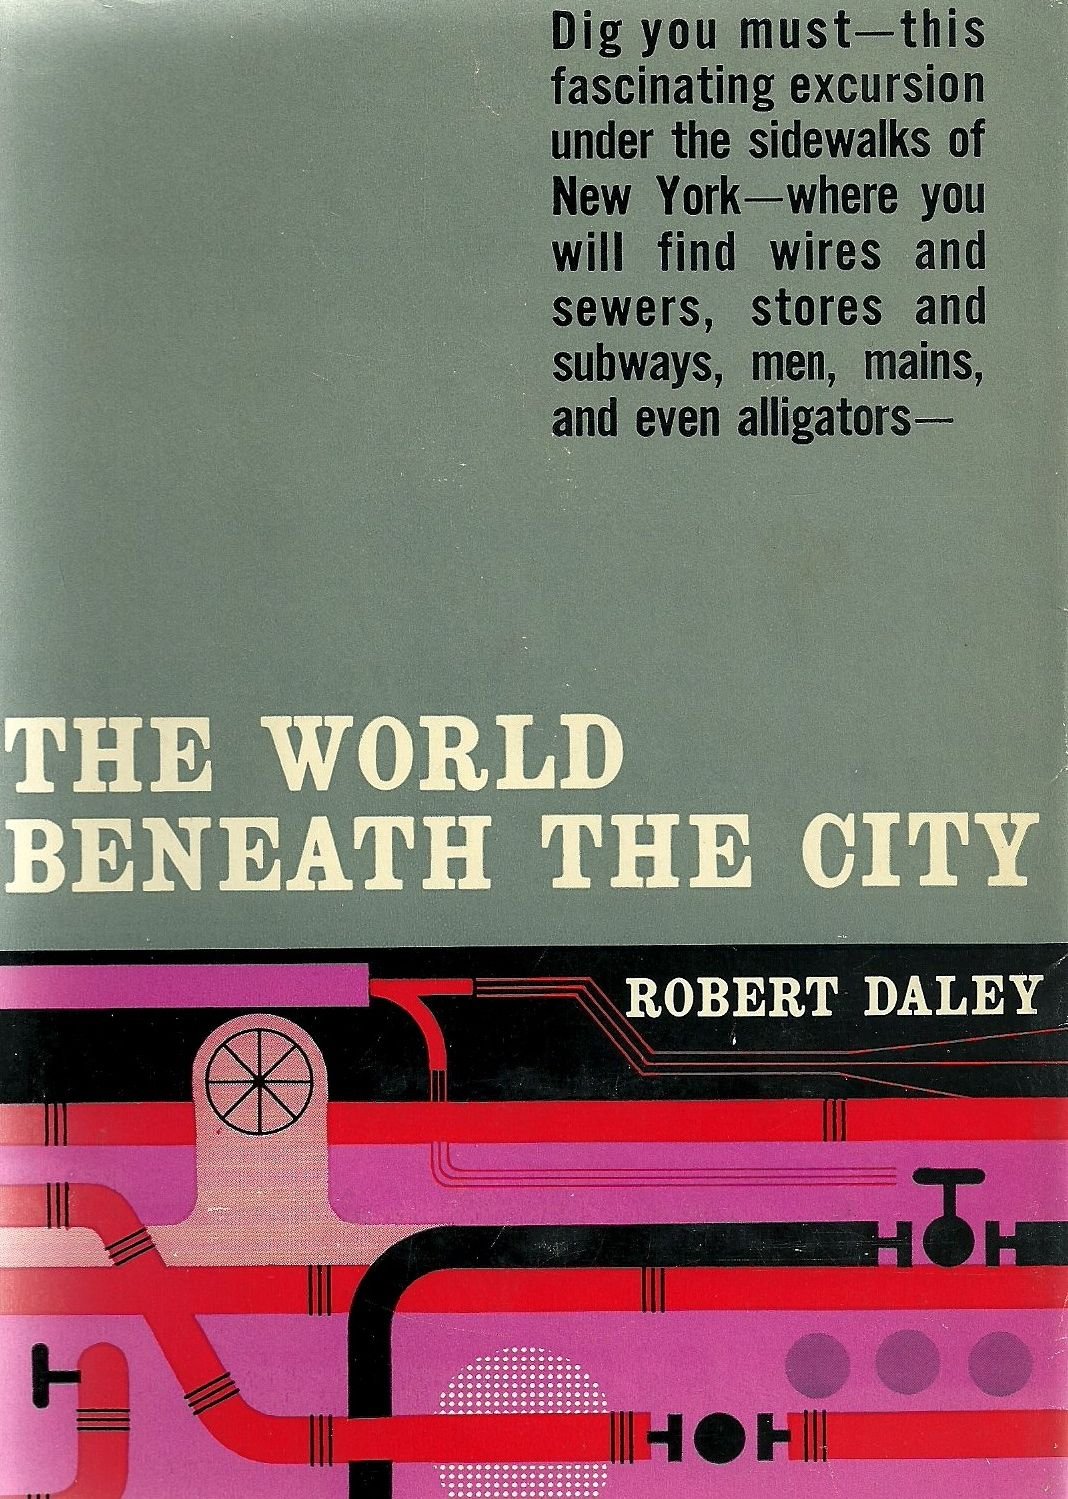 Dig you must—this
fascinating excursion
under the sidewalks of
New York—where you
will find wires and
sewers, stores and
subways, men, mains,
and even alligators—
THE WORLD
BENEATH THE CITY
ROBERT DALEY